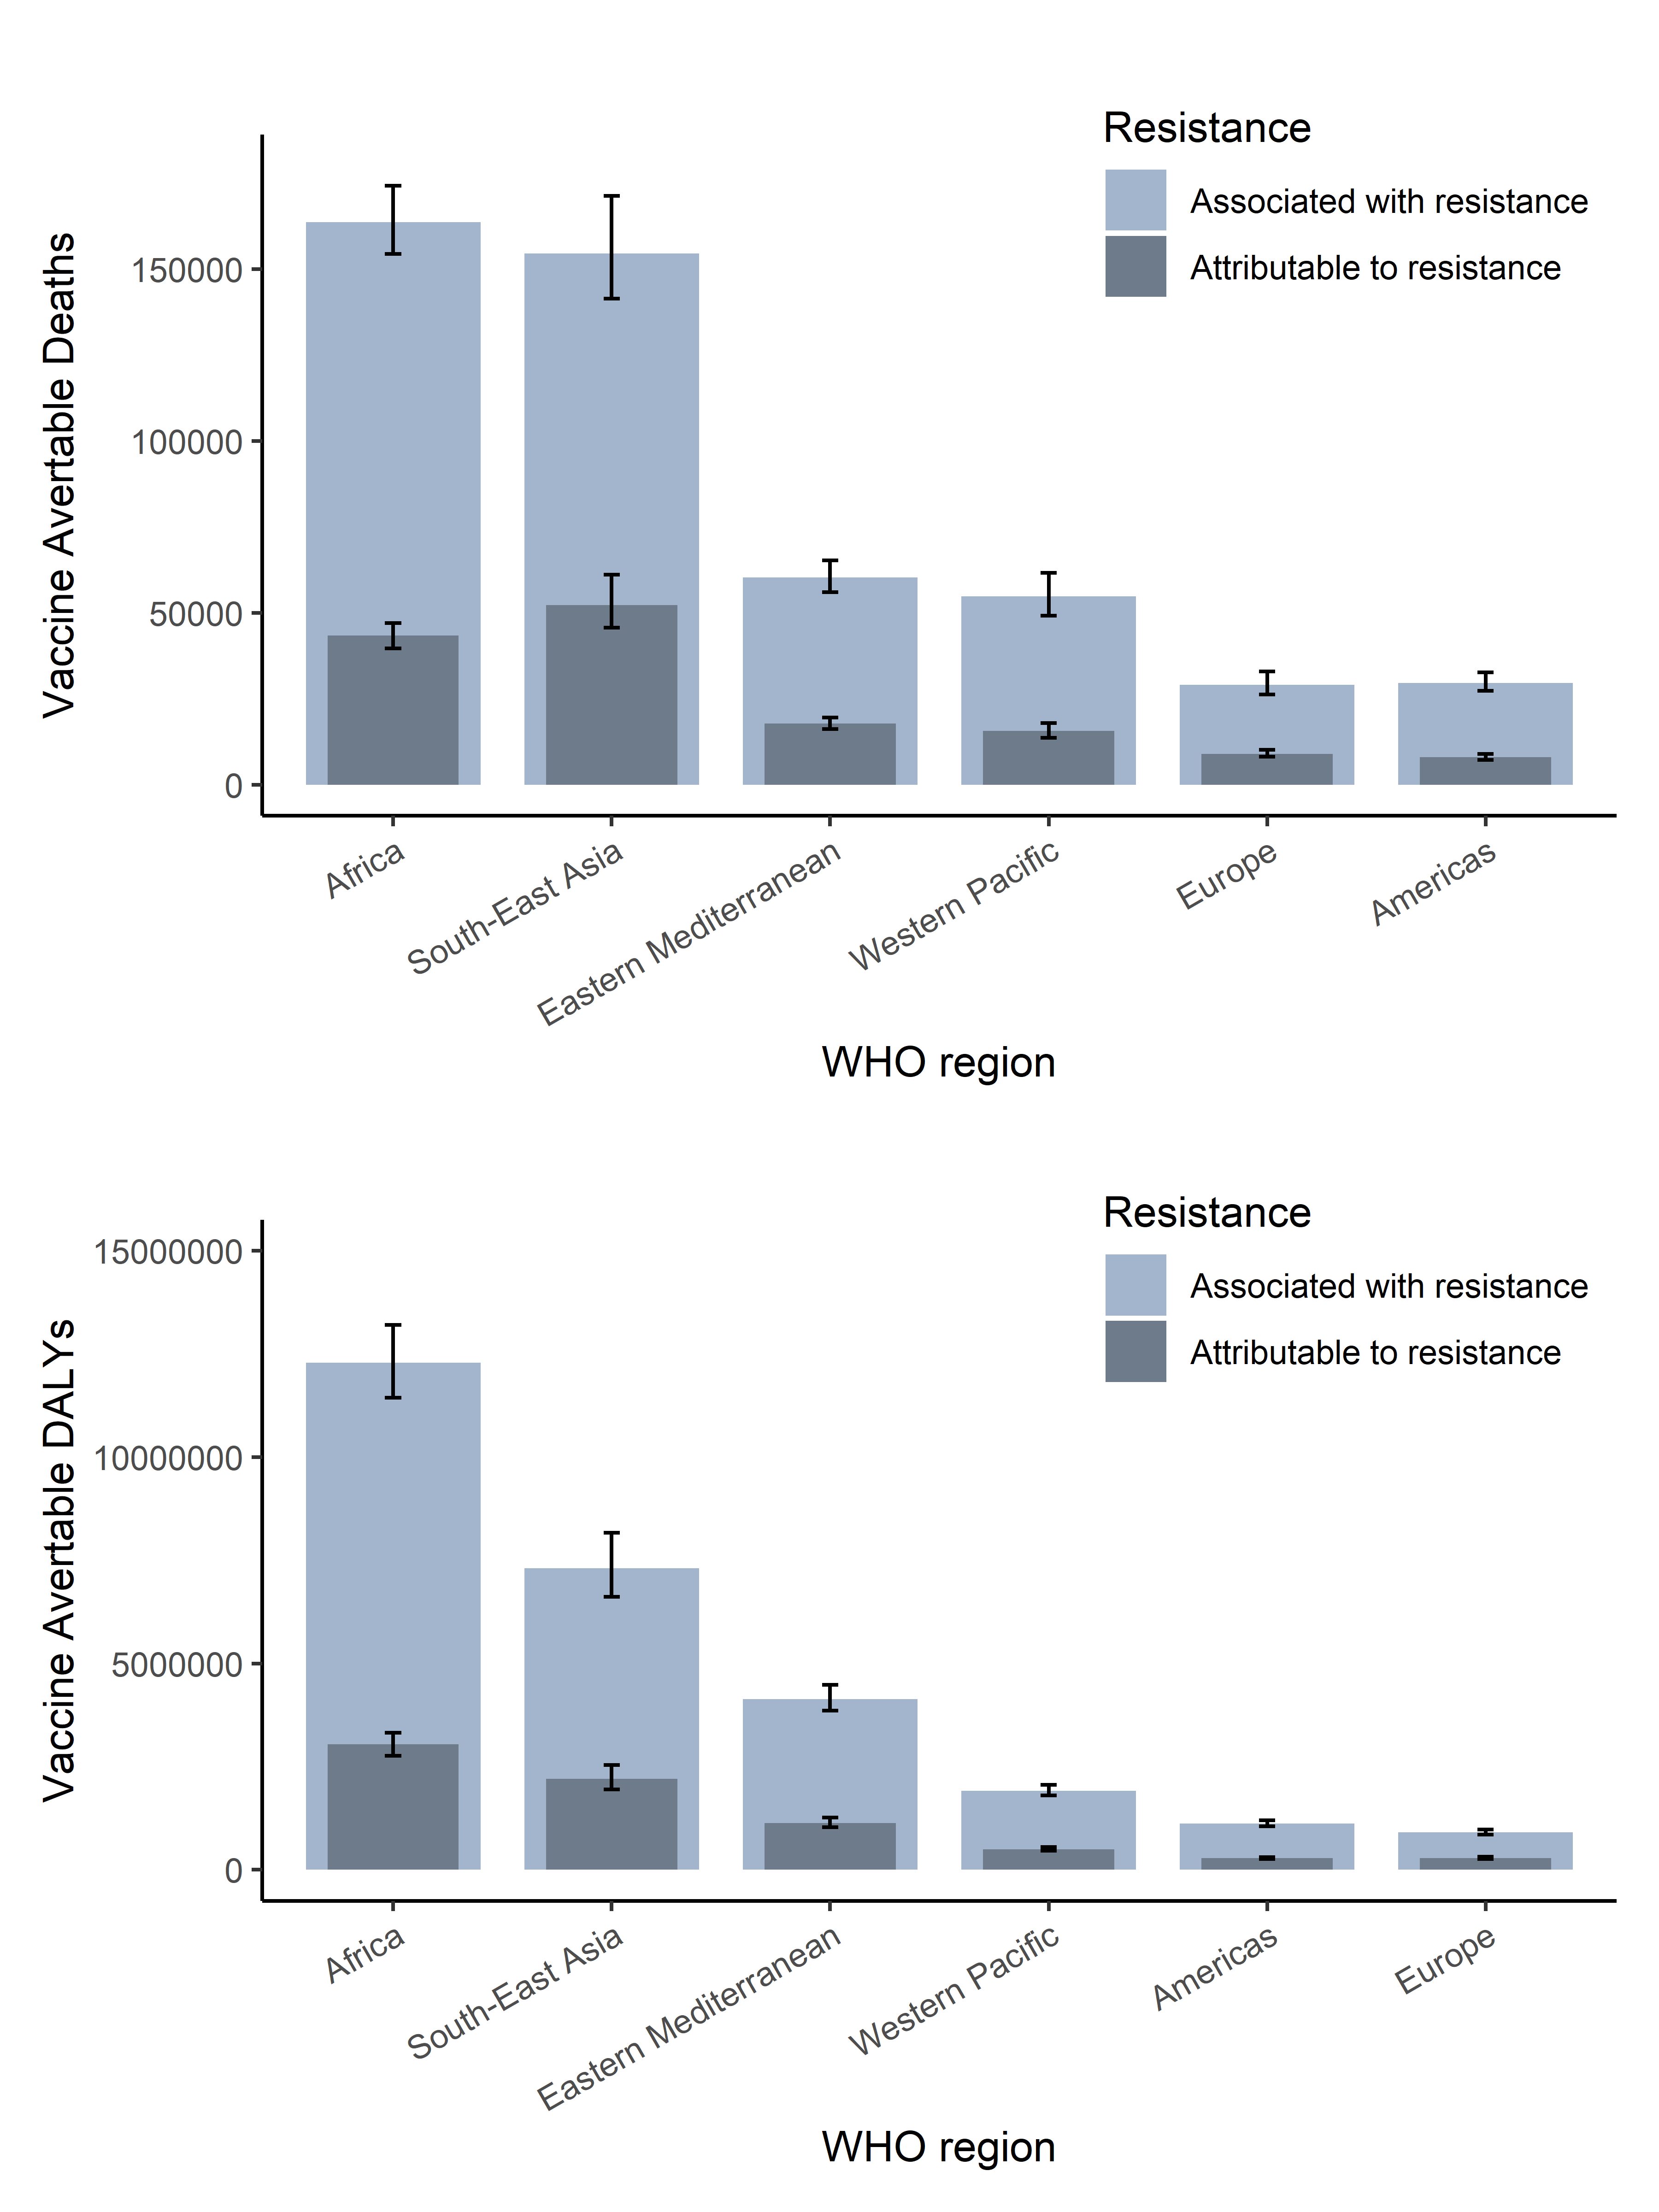 Resistance
Associated with resistance
Attributable to resistance
Vaccine Avertable Deaths
150000
100000
50000
0
Africa
South-East Asia
Eastern Mediterranean
Western Pacific
Europe
Americas
WHO region
Resistance
Associated with resistance
Attributable to resistance
Vaccine Avertable DALYs
15000000
10000000
5000000
0
Africa
South-East Asia
Eastern Mediterranean
Western Pacific
Americas
Europe
WHO region